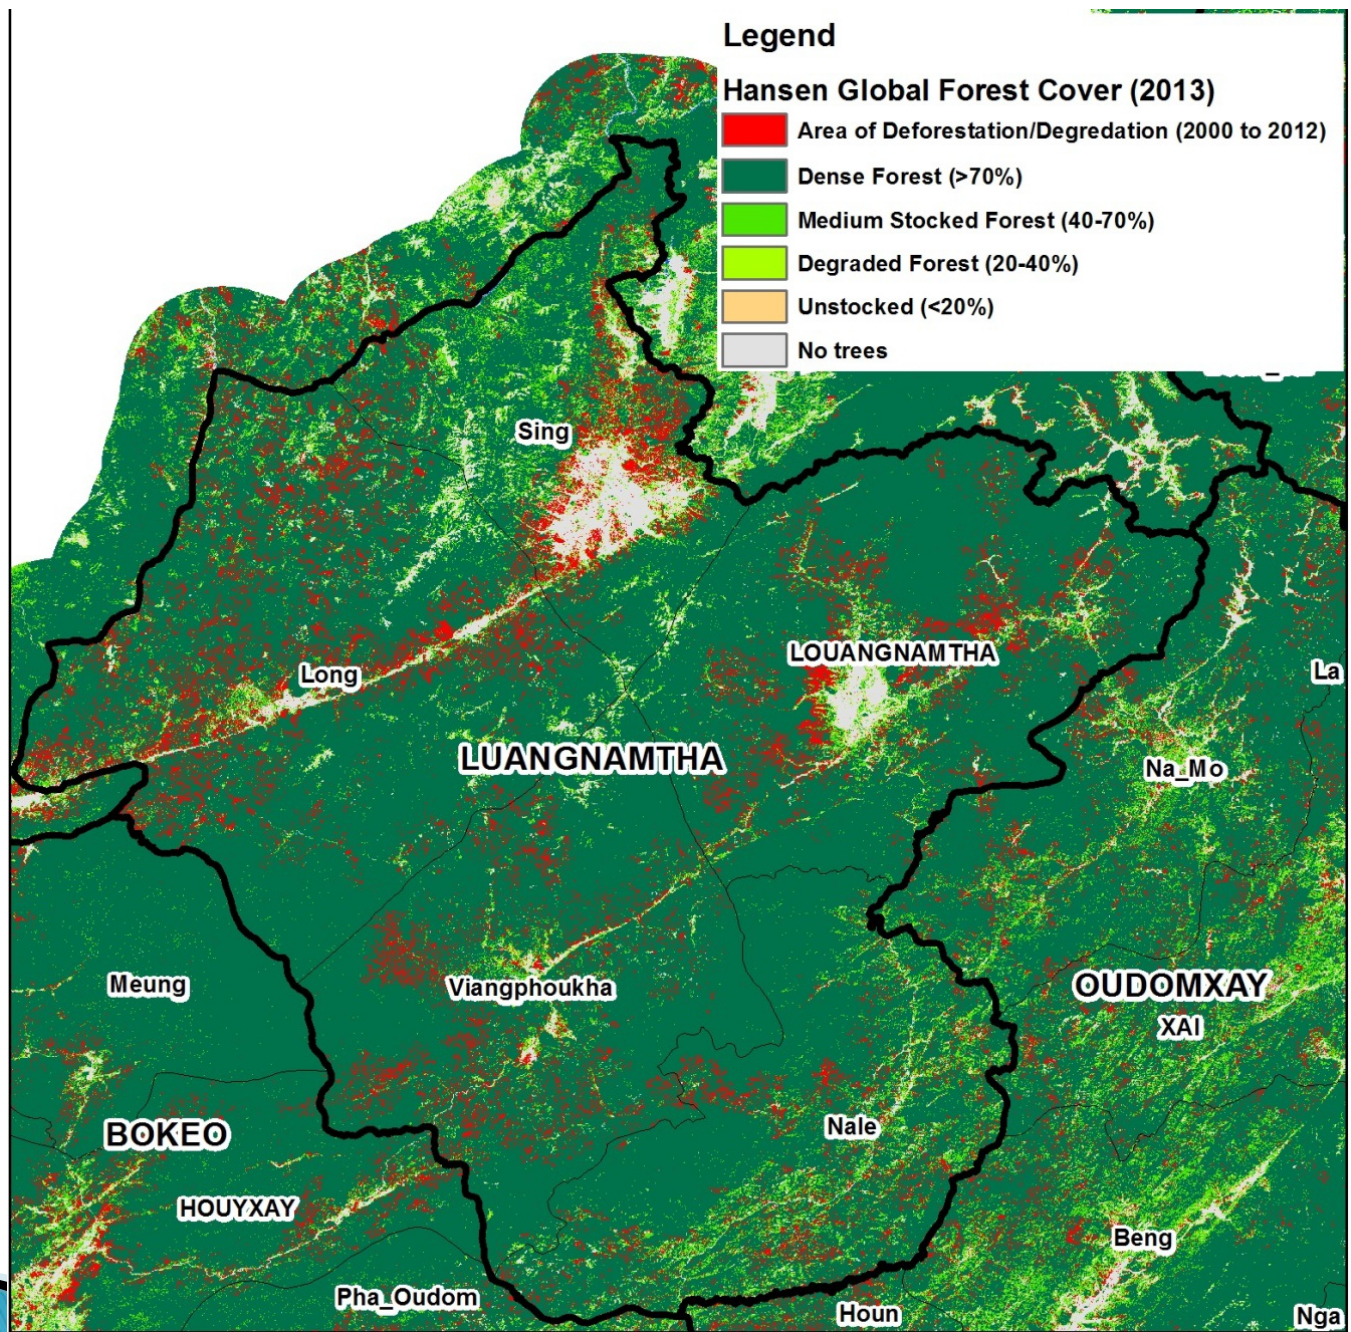 Legend
Hansen Global Forest Cover (2013)
Area of Deforestation/Degredation (2000 to 2012)
Dense Forest (>70%)
Medium Stocked Forest (40-70%)
Degraded Forest (20-40%)
Unstocked (<20%)
No trees
Sing
LOUANGNAMTHA
Long
La
LUANGNAMTHA
Na_Mo
Meung
Viangphoukha
OUDOMXAY
XAI
BOKEO
Nale
HOUYXAY
Beng
Pha_Oudom
Houn
Nga